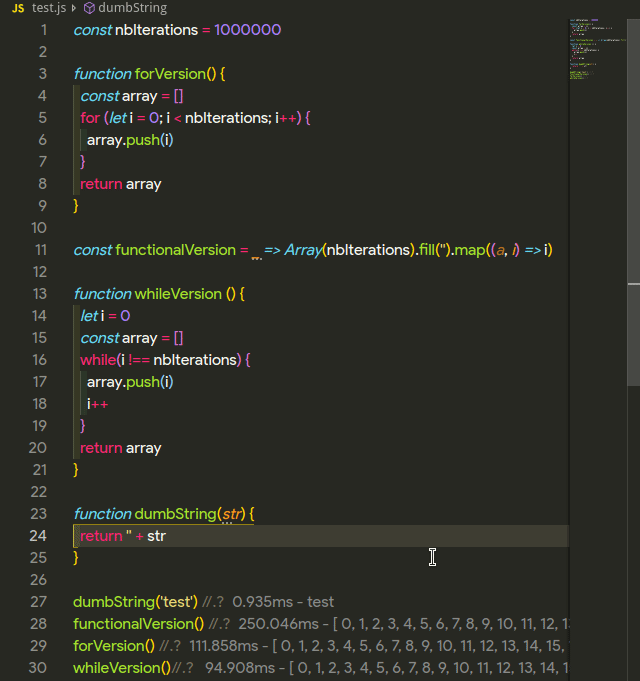 JS test.js > dumbString
1 const nbIterations = 1000000
2
3 function forVersion() {
4 const array = []
5 for (let i = 0; i < nbIterations; i++) {
6 array.push(i)
7 }
8 return array
9 }
10
11 const functionalVersion = _ => Array(nbIterations).fill('').map((a, i) => i)
12
13 function whileVersion () {
14 let i = 0
15 const array = []
16 while(i !== nbIterations) {
17 array.push(i)
18 i++
19 }
20 return array
21 }
22
23 function dumbString(str) {
24 return '' + str
25 }
26
27 dumbString('test') //.? 0.935ms - test
28 functionalVersion() //.? 250.046ms - [ 0, 1, 2, 3, 4, 5, 6, 7, 8, 9, 10, 11, 12, 1
29 forVersion() //.? 111.858ms - [ 0, 1, 2, 3, 4, 5, 6, 7, 8, 9, 10, 11, 12, 13, 14, 15,
30 whileVersion()//.? 94.908ms - [ 0, 1, 2, 3, 4, 5, 6, 7, 8, 9, 10, 11, 12, 13, 14, 1